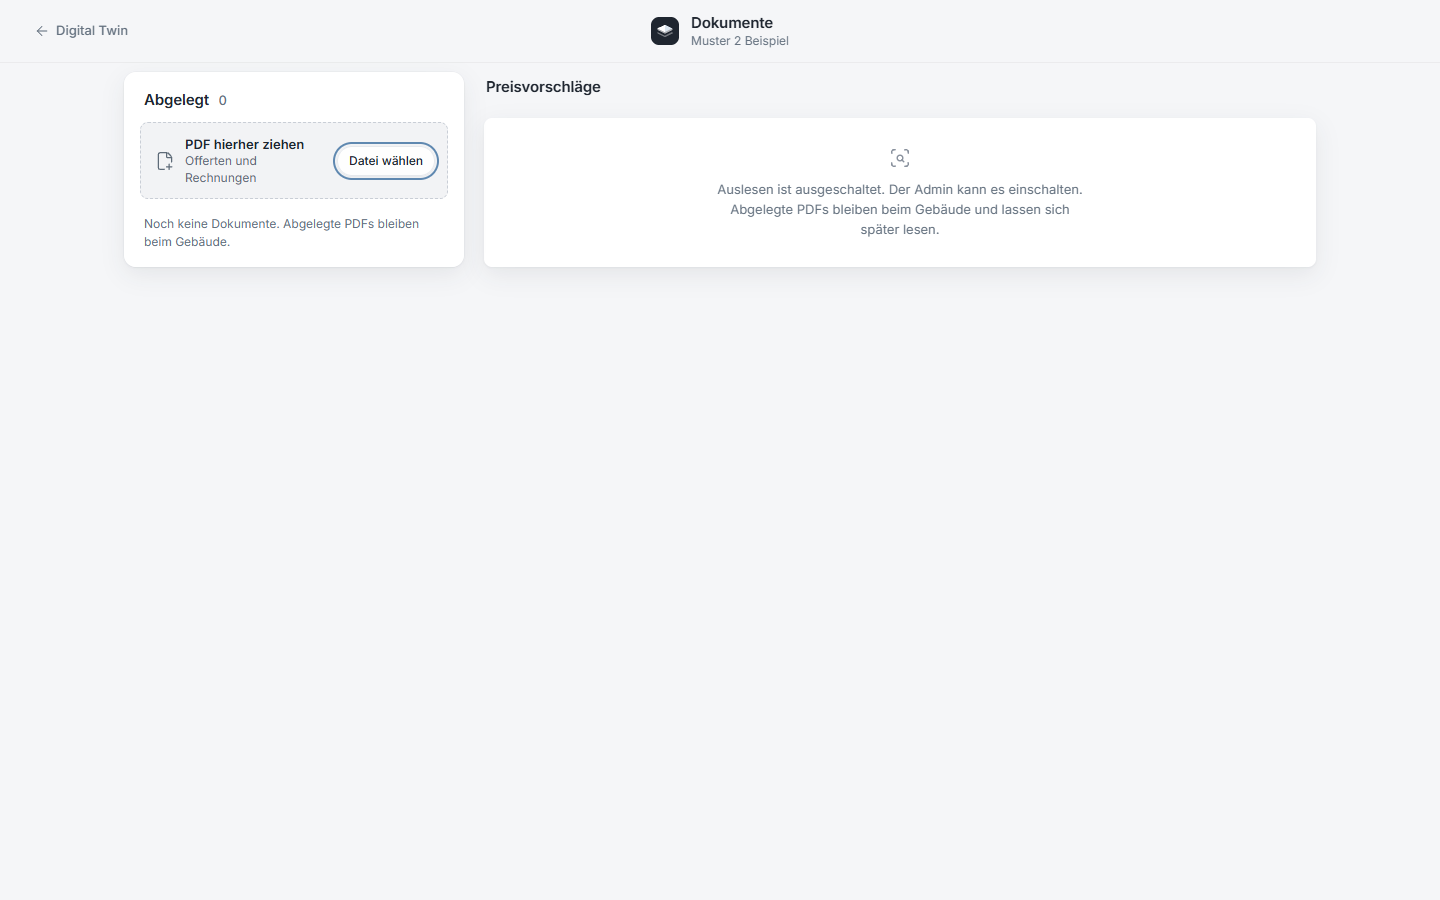 Digital Twin
Dokumente
Muster 2 Beispiel
Abgelegt 0
PDF hierher ziehen
Offerten und
Rechnungen
Datei wählen
Noch keine Dokumente. Abgelegte PDFs bleiben
beim Gebäude.
Preisvorschläge
Auslesen ist ausgeschaltet. Der Admin kann es einschalten.
Abgelegte PDFs bleiben beim Gebäude und lassen sich
später lesen.